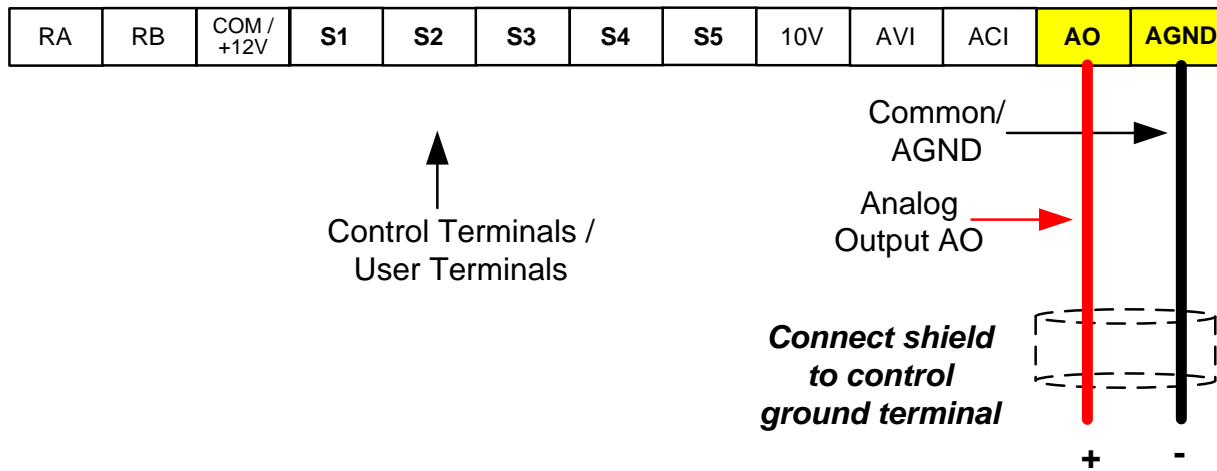 RA RB COM / +12V S1 S2 S3 S4 S5 10V AVI ACI AO AGND
Common/
AGND
Control Terminals /
User Terminals
Analog
Output AO
Connect shield
to control
ground terminal
+ -